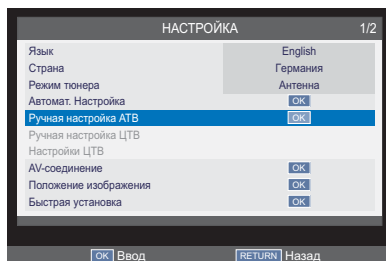 НАСТРОЙКА 1/2
Язык English
Страна Германия
Режим тюнера Антенна
Автомат. Настройка OK
Ручная настройка АТВ OK
Ручная настройка ЦТВ
Настройки ЦТВ
AV-соединение OK
Положение изображения OK
Быстрая установка OK
OK Ввод RETURN Назад